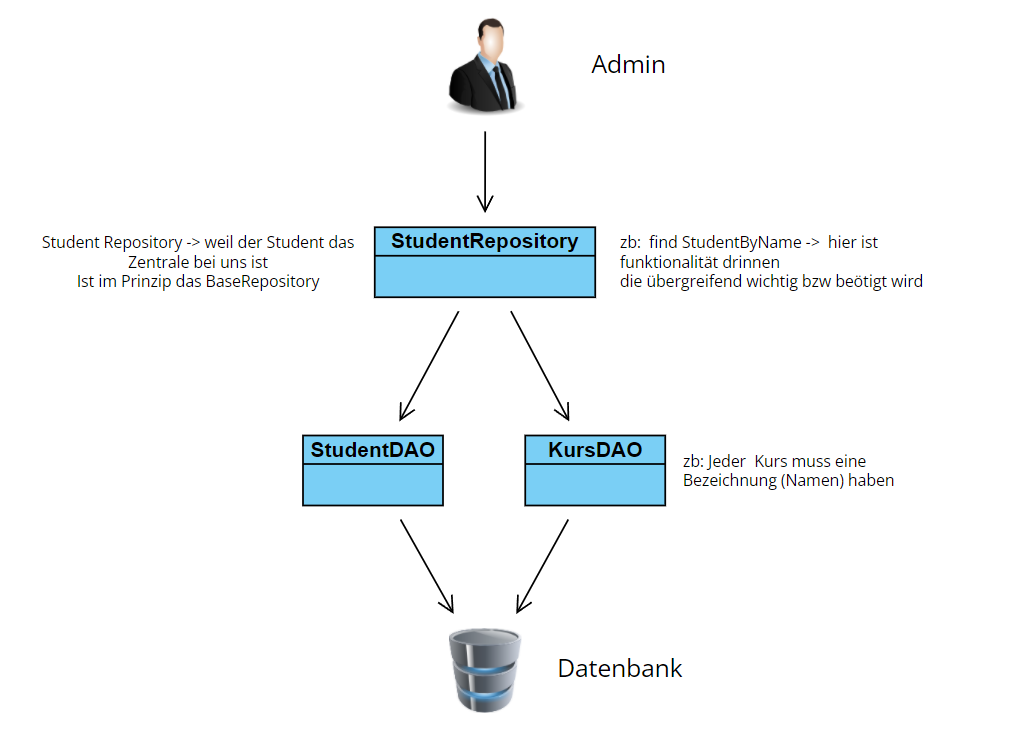 Admin
Student Repository -> weil der Student das
Zentrale bei uns ist
Ist im Prinzip das BaseRepository
StudentRepository
zb: find StudentByName -> hier ist
funktionalität drinnen
die übergreifend wichtig bzw beötigt wird
StudentDAO
KursDAO
zb: Jeder Kurs muss eine
Bezeichnung (Namen) haben
Datenbank